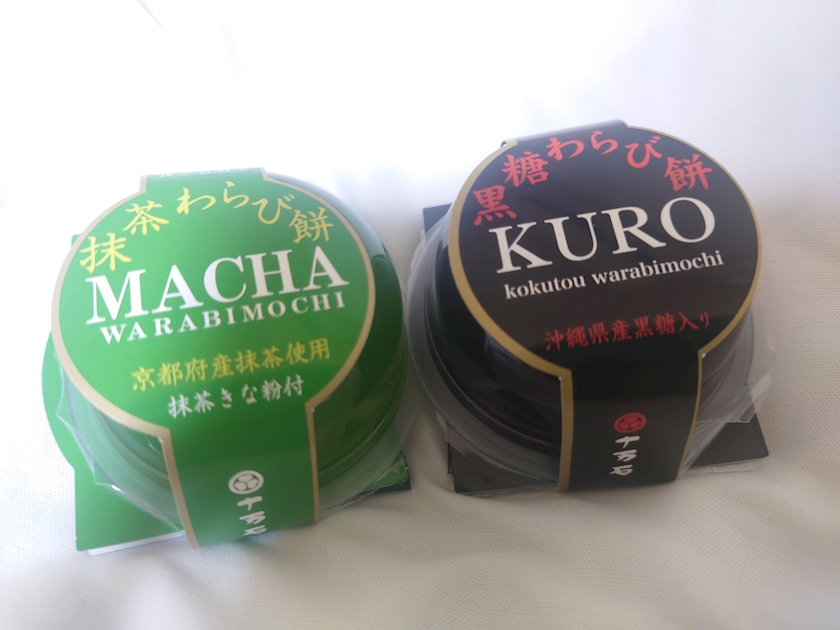 抹茶わらび餅
MACHA
WARABIMOCHI
京都府産抹茶使用
抹茶きな粉付
十万石
黒糖わらび餅
KURO
kokutou warabimochi
沖縄県産黒糖入り
十万石